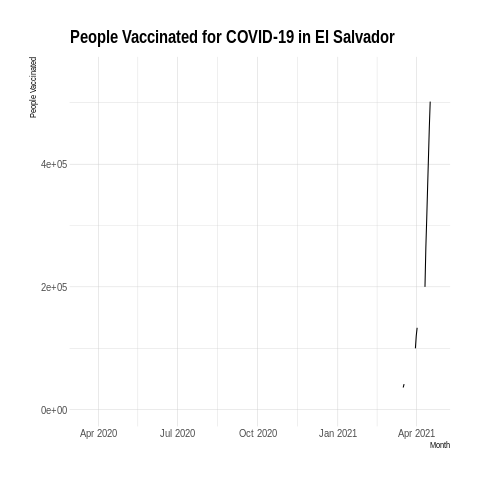 People Vaccinated for COVID-19 in El Salvador
People Vaccinated
4e+05
2e+05
0e+00
Apr 2020 Jul 2020 Oct 2020 Jan 2021 Apr 2021
Month